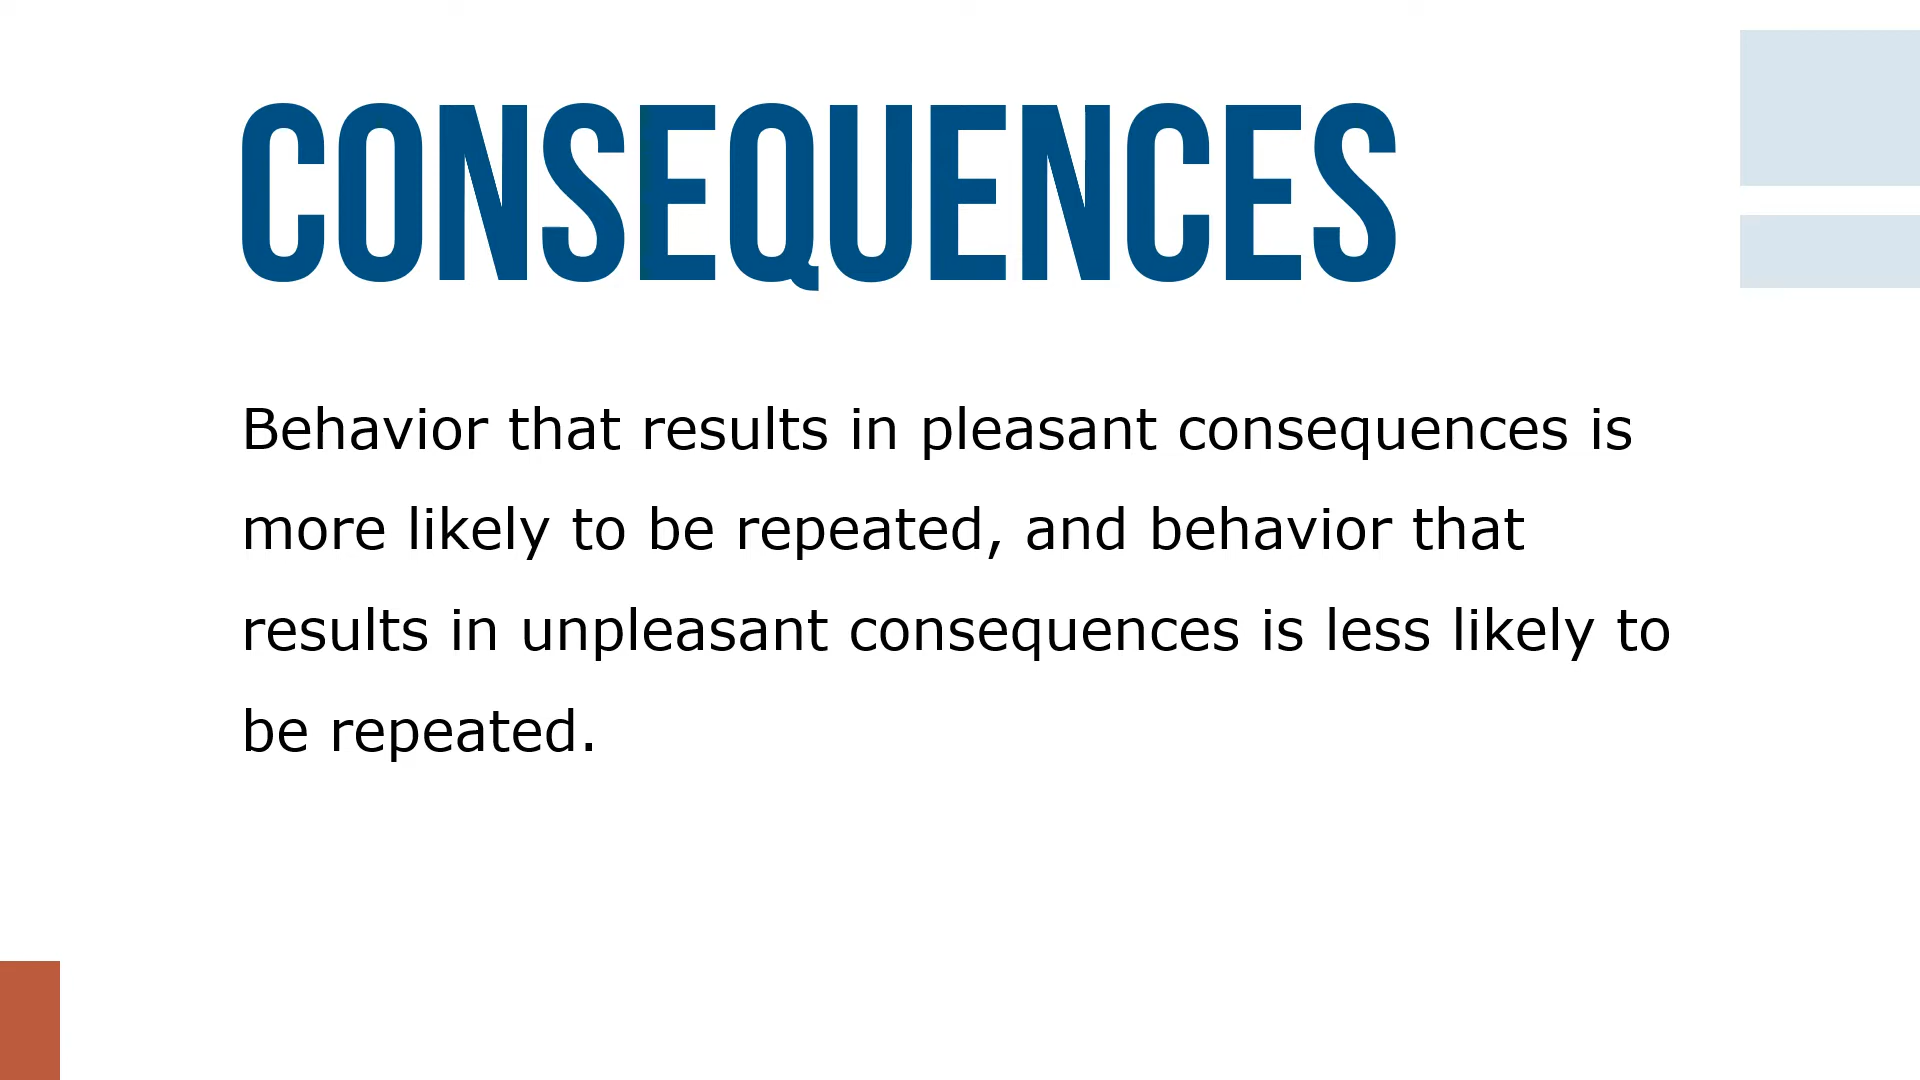 CONSEQUENCES
Behavior that results in pleasant consequences is
more likely to be repeated, and behavior that
results in unpleasant consequences is less likely to
be repeated.